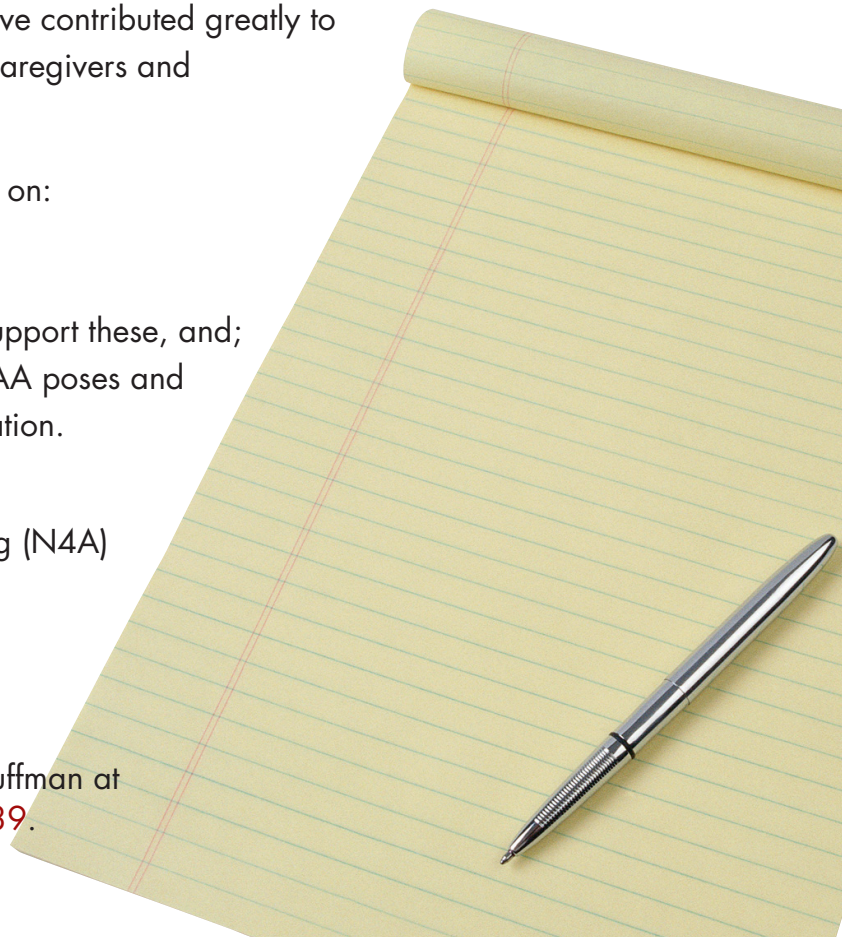 ve contributed greatly to
aregivers and
on:
upport these, and;
AA poses and
ation.
g (N4A)
uffman at
39.